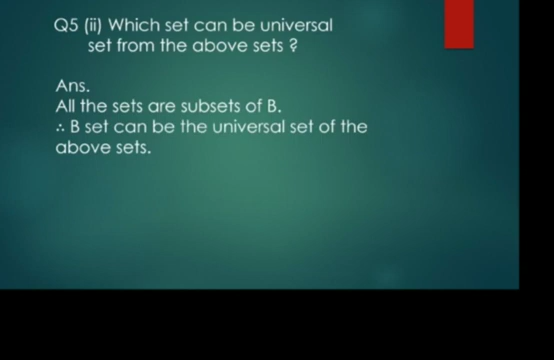 Q5 (ii) Which set can be universal
set from the above sets ?
Ans.
All the sets are subsets of B.
∴ B set can be the universal set of the
above sets.